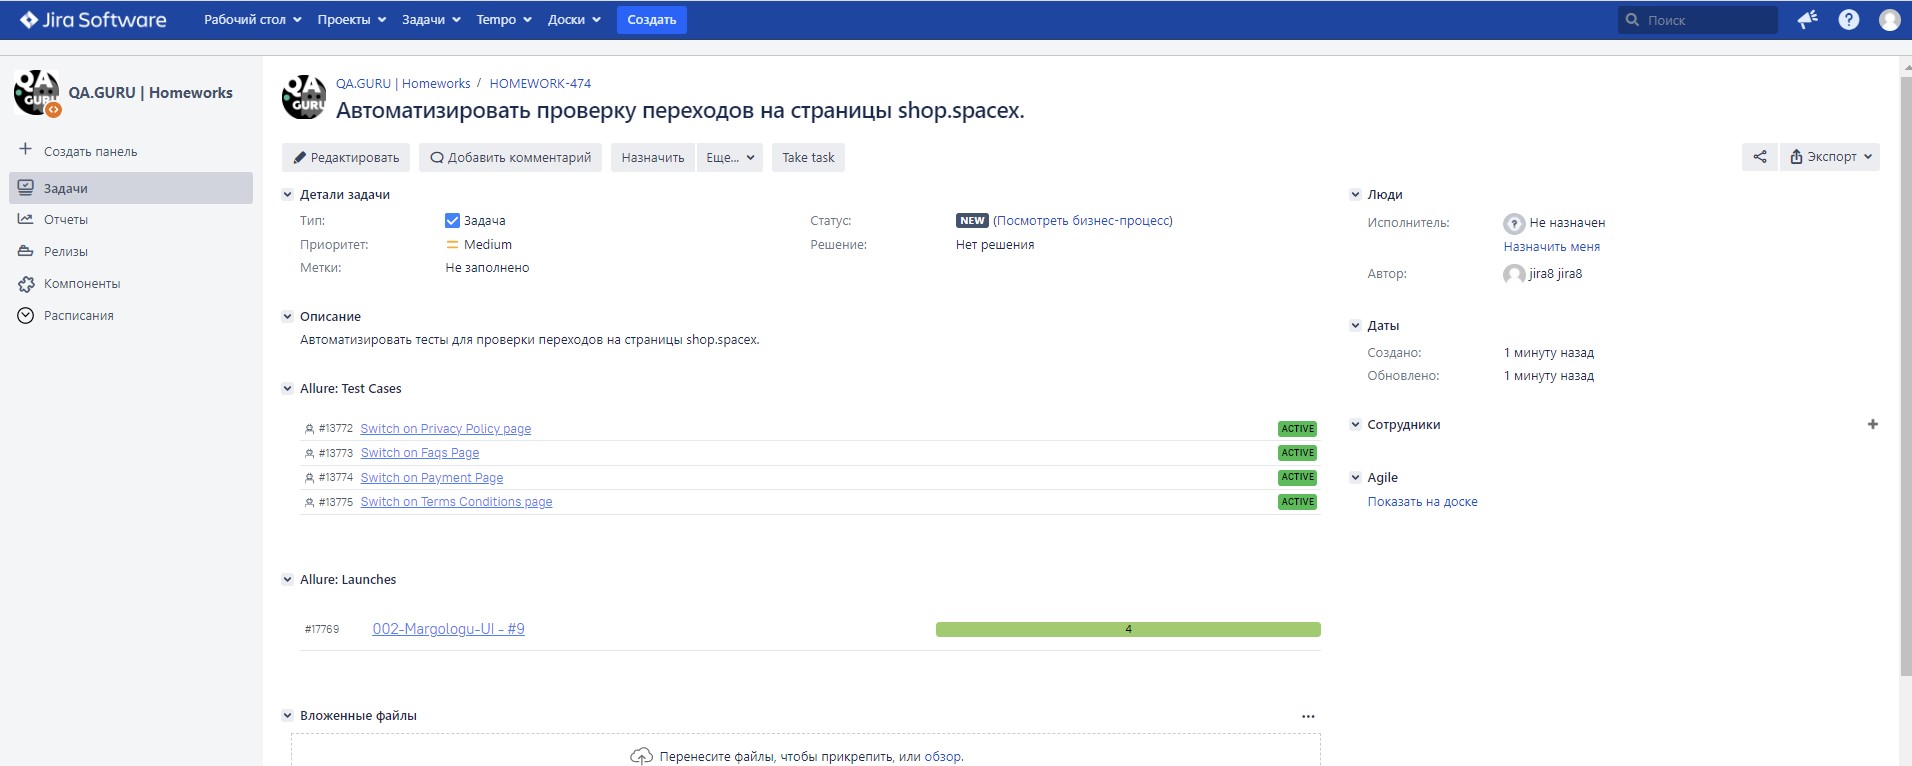 Jira Software Рабочий стол Проекты Задачи Tempo Доски Создать Поиск
QA.GURU | Homeworks
Создать панель
Задачи
Отчеты
Релизы
Компоненты
Расписания
QA GURU
QA.GURU | Homeworks / HOMEWORK-474
Автоматизировать проверку переходов на страницы shop.spacex.
Редактировать Добавить комментарий Назначить Еще... Take task Экспорт
Детали задачи
Тип: Задача Статус: NEW (Посмотреть бизнес-процесс)
Приоритет: Medium Решение: Нет решения
Метки: Не заполнено
Описание
Автоматизировать тесты для проверки переходов на страницы shop.spacex.
Allure: Test Cases
#13772 Switch on Privacy Policy page ACTIVE
#13773 Switch on Faqs Page ACTIVE
#13774 Switch on Payment Page ACTIVE
#13775 Switch on Terms Conditions page ACTIVE
Allure: Launches
#17769 002-Margologu-UI - #9 4
Вложенные файлы
Перенесите файлы, чтобы прикрепить, или обзор.
Люди
Исполнитель: Не назначен
Назначить меня
Автор: jira8 jira8
Даты
Создано: 1 минуту назад
Обновлено: 1 минуту назад
Сотрудники
Agile
Показать на доске